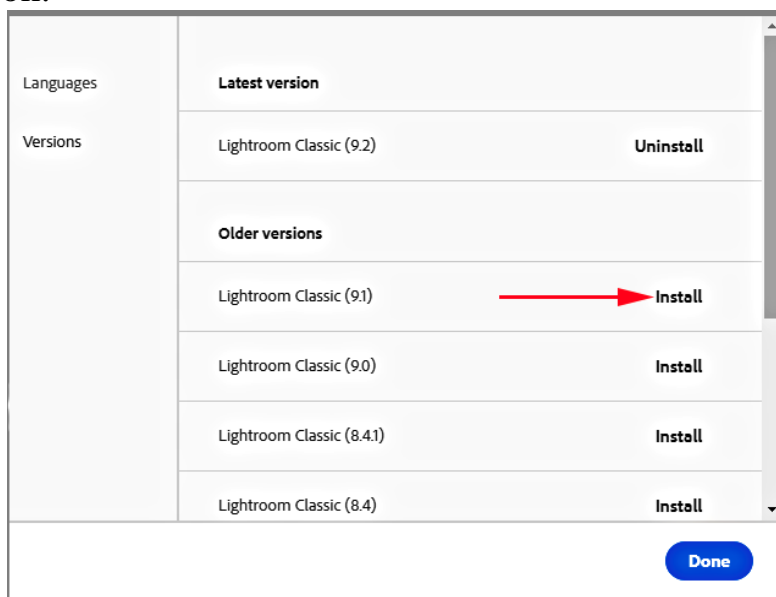 Languages
Latest version
Versions
Lightroom Classic (9.2) Uninstall
Older versions
Lightroom Classic (9.1) Install
Lightroom Classic (9.0) Install
Lightroom Classic (8.4.1) Install
Lightroom Classic (8.4) Install
Done